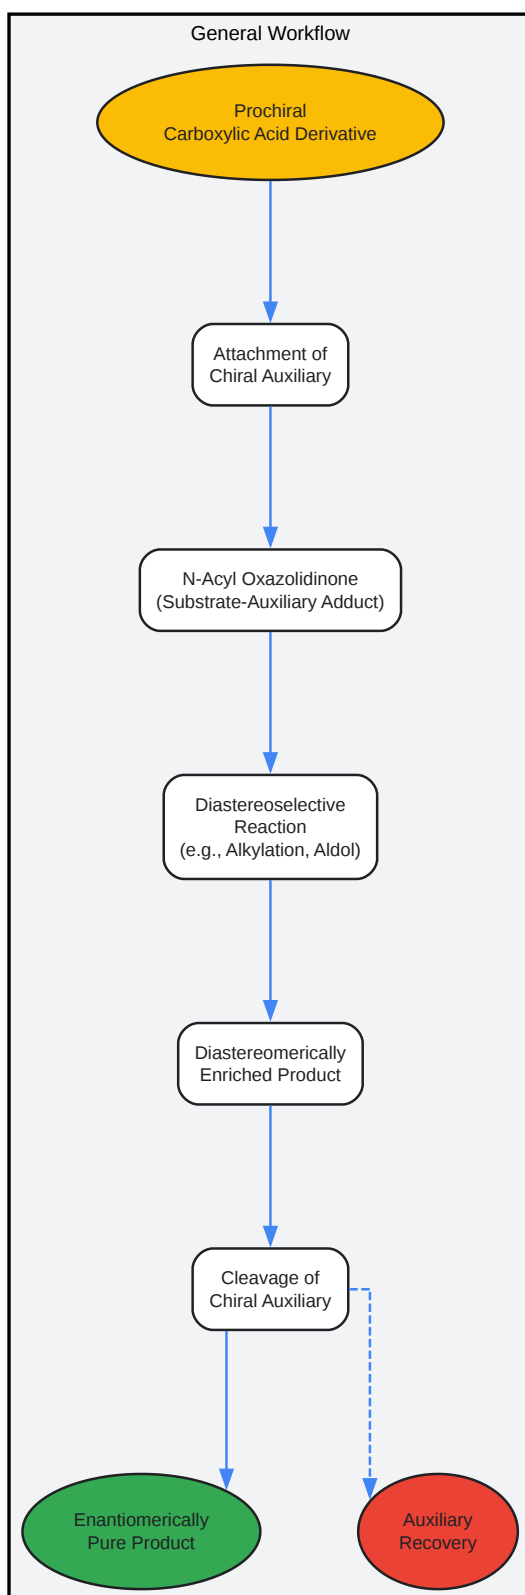 General Workflow
Prochiral
Carboxylic Acid Derivative
Attachment of
Chiral Auxiliary
N-Acyl Oxazolidinone
(Substrate-Auxiliary Adduct)
Diastereoselective
Reaction
(e.g., Alkylation, Aldol)
Diastereomerically
Enriched Product
Cleavage of
Chiral Auxiliary
Enantiomerically
Pure Product
Auxiliary
Recovery